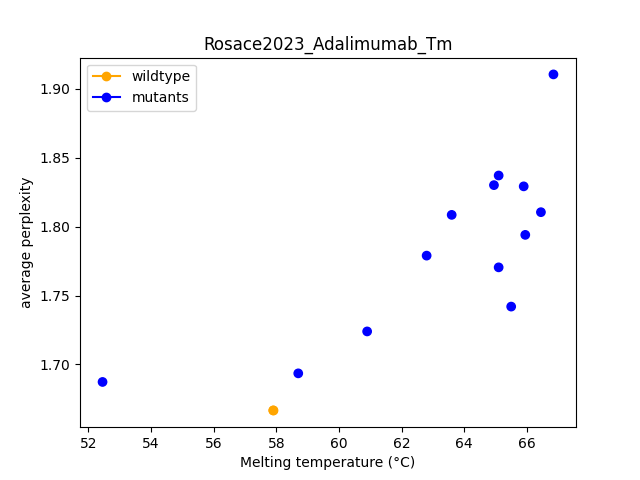 Rosace2023_Adalimumab_Tm
wildtype
mutants
average perplexity
1.90
1.85
1.80
1.75
1.70
52
54
56
58
60
62
64
66
Melting temperature (°C)